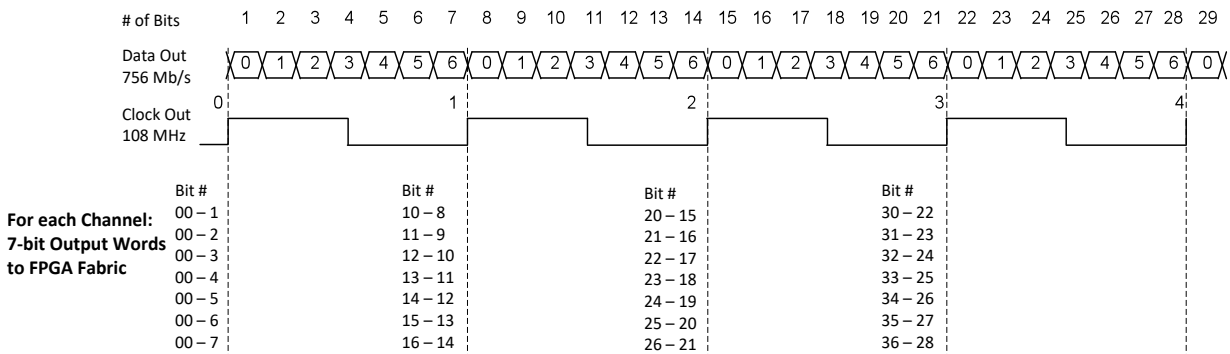 # of Bits 1 2 3 4 5 6 7 8 9 10 11 12 13 14 15 16 17 18 19 20 21 22 23 24 25 26 27 28 29
Data Out
756 Mb/s
0 1 2 3 4 5 6 0 1 2 3 4 5 6 0 1 2 3 4 5 6 0 1 2 3 4 5 6 0
0 1 2 3 4
Clock Out
108 MHz
For each Channel:
7-bit Output Words
to FPGA Fabric
Bit #
00 – 1
00 – 2
00 – 3
00 – 4
00 – 5
00 – 6
00 – 7
Bit #
10 – 8
11 – 9
12 – 10
13 – 11
14 – 12
15 – 13
16 – 14
Bit #
20 – 15
21 – 16
22 – 17
23 – 18
24 – 19
25 – 20
26 – 21
Bit #
30 – 22
31 – 23
32 – 24
33 – 25
34 – 26
35 – 27
36 – 28